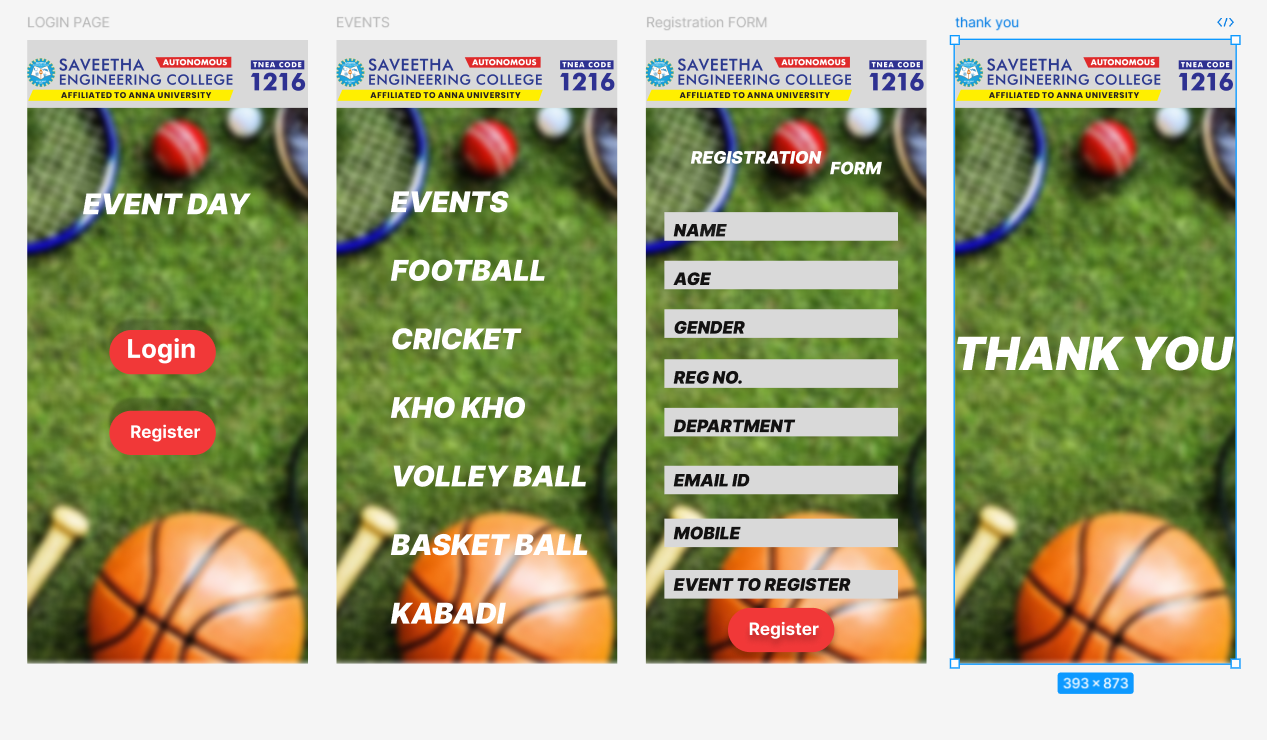 LOGIN PAGE
SAVEETHA AUTONOMOUS
ENGINEERING COLLEGE
AFFILIATED TO ANNA UNIVERSITY
TNEA CODE
1216
EVENT DAY
Login
Register
EVENTS
SAVEETHA AUTONOMOUS
ENGINEERING COLLEGE
AFFILIATED TO ANNA UNIVERSITY
TNEA CODE
1216
EVENTS
FOOTBALL
CRICKET
KHO KHO
VOLLEY BALL
BASKET BALL
KABADI
Registration FORM
SAVEETHA AUTONOMOUS
ENGINEERING COLLEGE
AFFILIATED TO ANNA UNIVERSITY
TNEA CODE
1216
REGISTRATION FORM
NAME
AGE
GENDER
REG NO.
DEPARTMENT
EMAIL ID
MOBILE
EVENT TO REGISTER
Register
thank you
SAVEETHA AUTONOMOUS
ENGINEERING COLLEGE
AFFILIATED TO ANNA UNIVERSITY
TNEA CODE
1216
THANK YOU
393 × 873